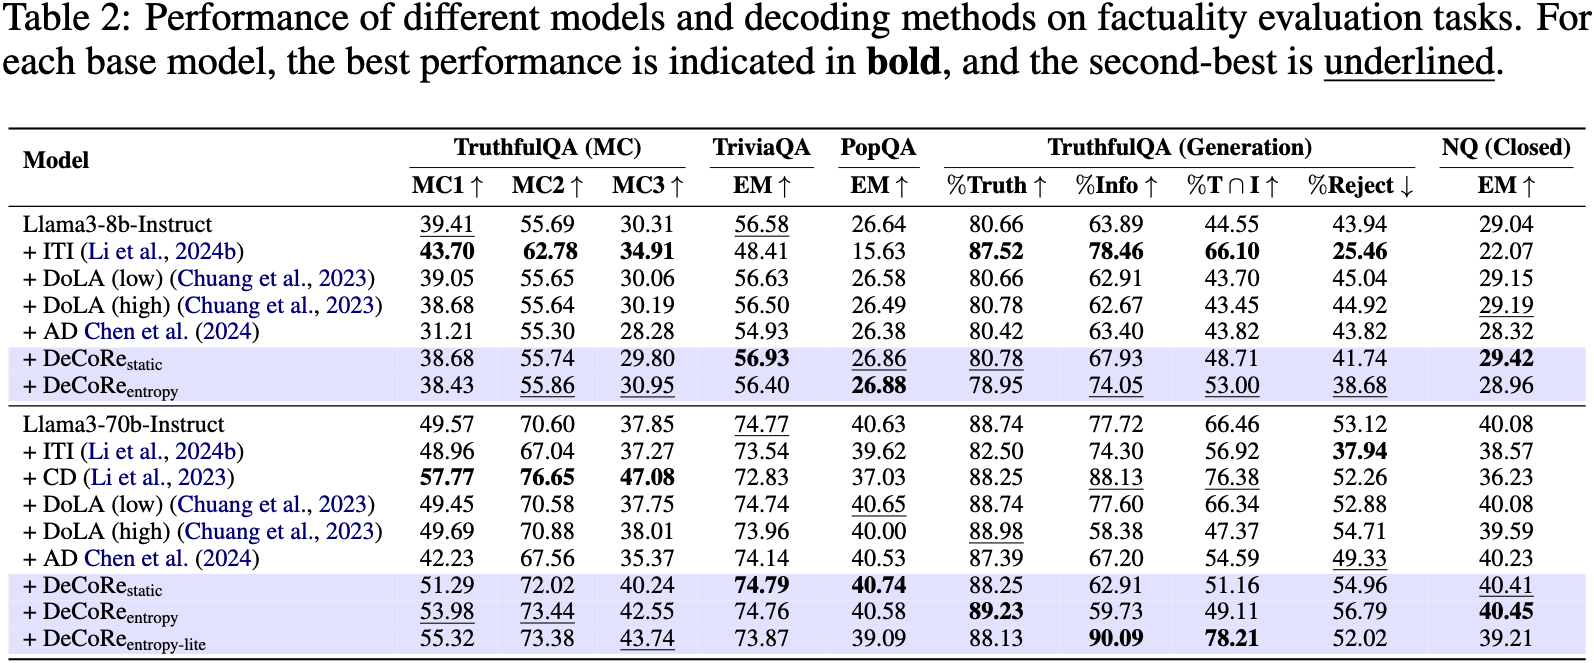 Table 2: Performance of different models and decoding methods on factuality evaluation tasks. For
each base model, the best performance is indicated in bold, and the second-best is underlined.
Model TruthfulQA (MC) TriviaQA PopQA TruthfulQA (Generation) NQ (Closed)
MC1 ↑ MC2 ↑ MC3 ↑ EM ↑ EM ↑ %Truth ↑ %Info ↑ %T ∩ I ↑ %Reject ↓ EM ↑
Llama3-8b-Instruct 39.41 55.69 30.31 56.58 26.64 80.66 63.89 44.55 43.94 29.04
+ ITI (Li et al., 2024b) 43.70 62.78 34.91 48.41 15.63 87.52 78.46 66.10 25.46 22.07
+ DoLA (low) (Chuang et al., 2023) 39.05 55.65 30.06 56.63 26.58 80.66 62.91 43.70 45.04 29.15
+ DoLA (high) (Chuang et al., 2023) 38.68 55.64 30.19 56.50 26.49 80.78 62.67 43.45 44.92 29.19
+ AD Chen et al. (2024) 31.21 55.30 28.28 54.93 26.38 80.42 63.40 43.82 43.82 28.32
+ DeCoRe static 38.68 55.74 29.80 56.93 26.86 80.78 67.93 48.71 41.74 29.42
+ DeCoRe entropy 38.43 55.86 30.95 56.40 26.88 78.95 74.05 53.00 38.68 28.96
Llama3-70b-Instruct 49.57 70.60 37.85 74.77 40.63 88.74 77.72 66.46 53.12 40.08
+ ITI (Li et al., 2024b) 48.96 67.04 37.27 73.54 39.62 82.50 74.30 56.92 37.94 38.57
+ CD (Li et al., 2023) 57.77 76.65 47.08 72.83 37.03 88.25 88.13 76.38 52.26 36.23
+ DoLA (low) (Chuang et al., 2023) 49.45 70.58 37.75 74.74 40.65 88.74 77.60 66.34 52.88 40.08
+ DoLA (high) (Chuang et al., 2023) 49.69 70.88 38.01 73.96 40.00 88.98 58.38 47.37 54.71 39.59
+ AD Chen et al. (2024) 42.23 67.56 35.37 74.14 40.53 87.39 67.20 54.59 49.33 40.23
+ DeCoRe static 51.29 72.02 40.24 74.79 40.74 88.25 62.91 51.16 54.96 40.41
+ DeCoRe entropy 53.98 73.44 42.55 74.76 40.58 89.23 59.73 49.11 56.79 40.45
+ DeCoRe entropy-lite 55.32 73.38 43.74 73.87 39.09 88.13 90.09 78.21 52.02 39.21